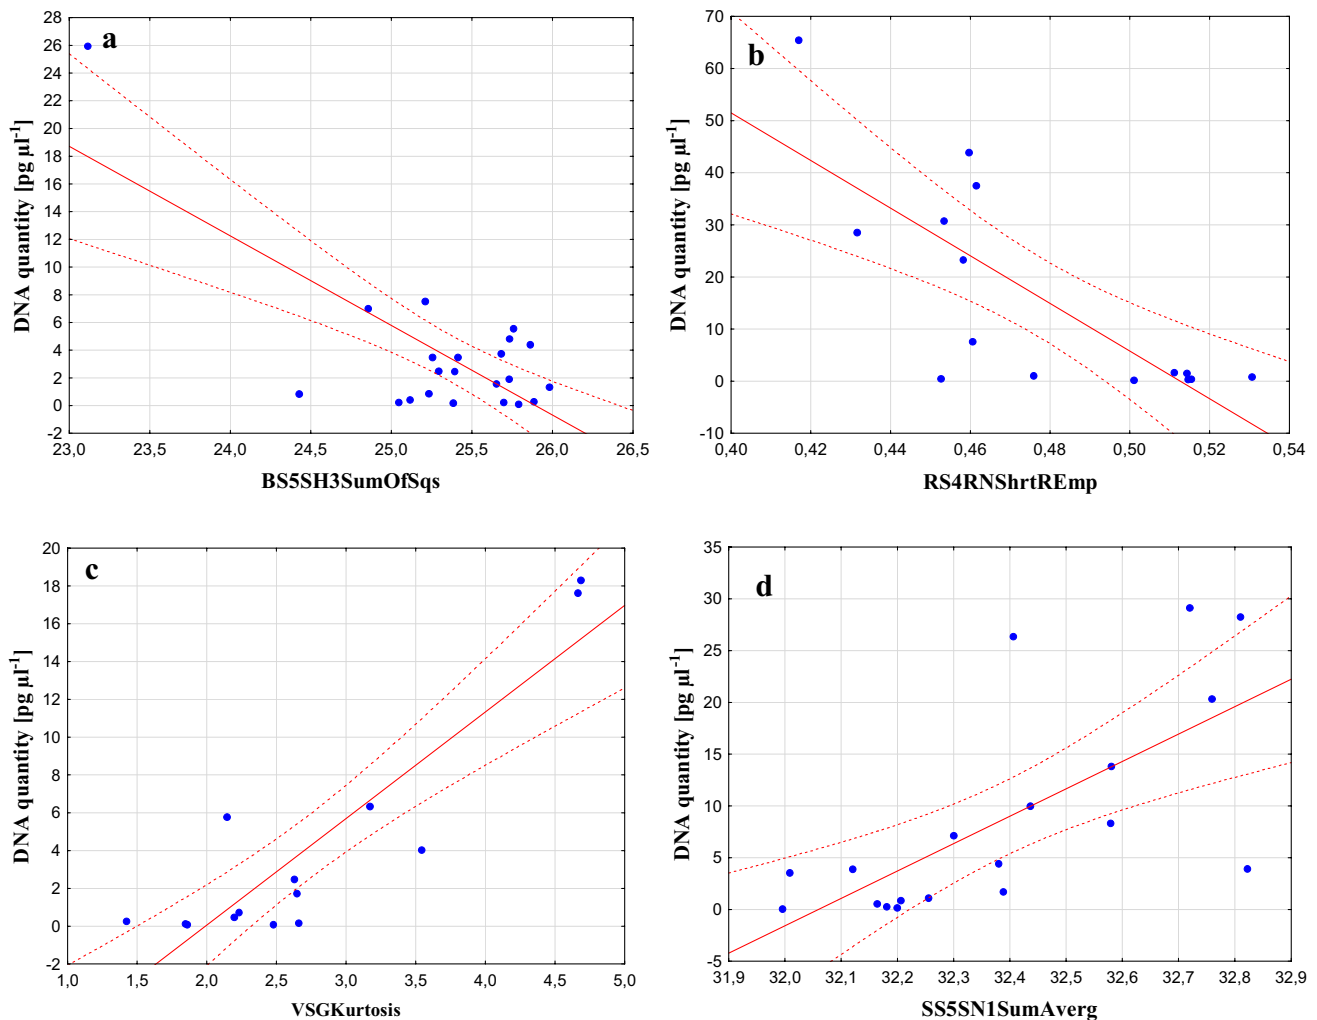 a
DNA quantity [pg µl-1]
28
26
24
22
20
18
16
14
12
10
8
6
4
2
0
-2
23,0 23,5 24,0 24,5 25,0 25,5 26,0 26,5
BS5SH3SumOfSqs
b
DNA quantity [pg µl-1]
70
60
50
40
30
20
10
0
-10
0,40 0,42 0,44 0,46 0,48 0,50 0,52 0,54
RS4RNShrtREmp
c
DNA quantity [pg µl-1]
20
18
16
14
12
10
8
6
4
2
0
-2
1,0 1,5 2,0 2,5 3,0 3,5 4,0 4,5 5,0
VSGKurtosis
d
DNA quantity [pg µl-1]
35
30
25
20
15
10
5
0
-5
31,9 32,0 32,1 32,2 32,3 32,4 32,5 32,6 32,7 32,8 32,9
SS5SN1SumAverg